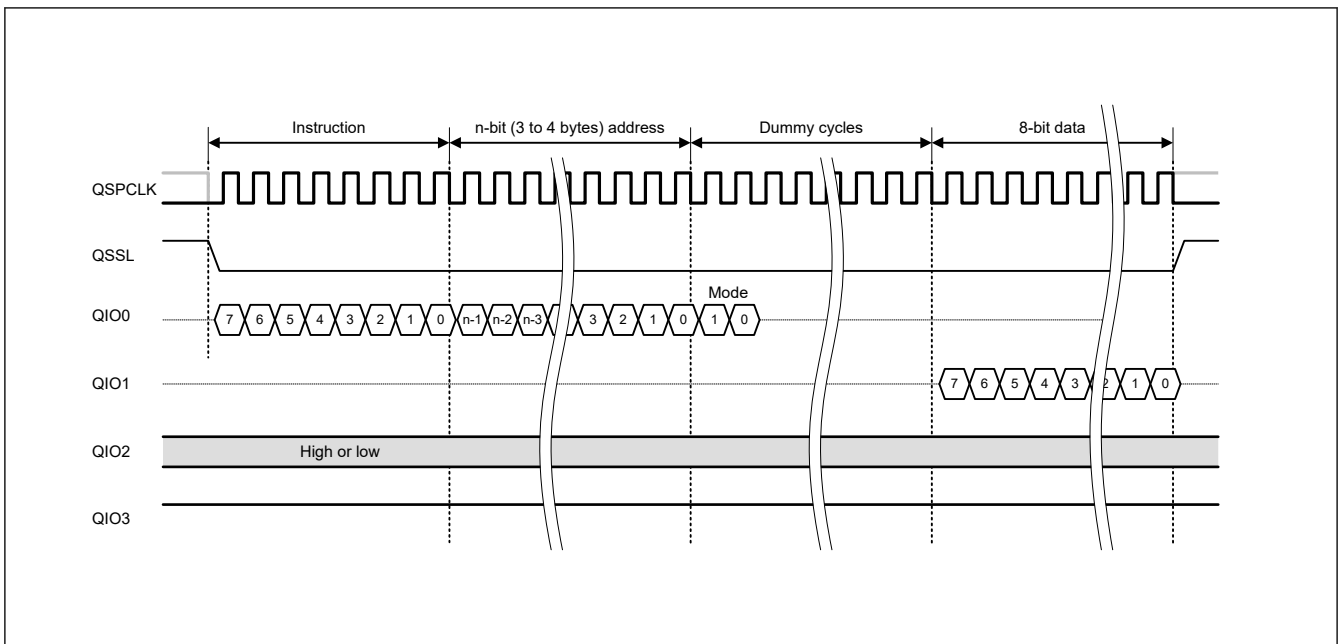 Instruction n-bit (3 to 4 bytes) address Dummy cycles 8-bit data
QSPCLK
QSSL
Mode
QIO0 7 6 5 4 3 2 1 0 n-1 n-2 n-3 3 2 1 0 1 0
QIO1 7 6 5 4 3 2 1 0
QIO2 High or low
QIO3